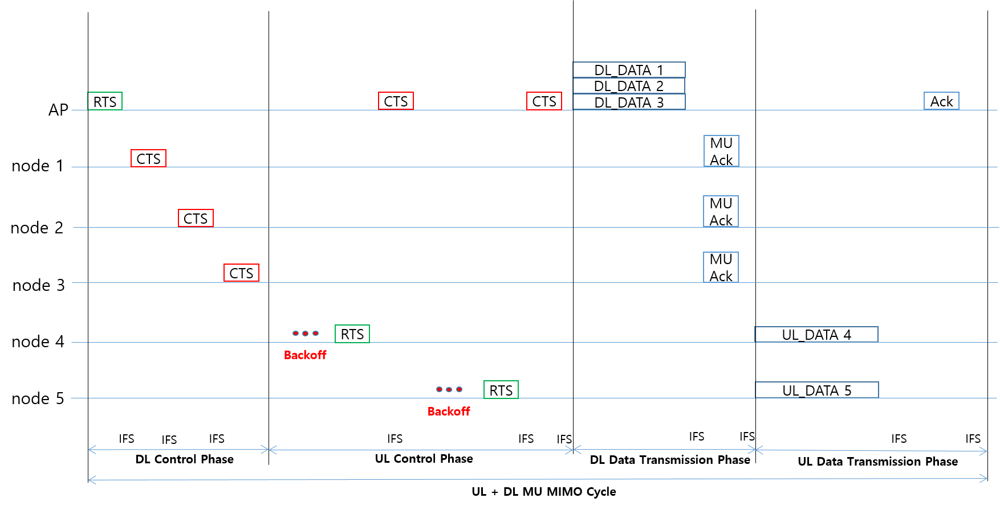 DL_DATA 1
DL_DATA 2
RTS CTS CTS DL_DATA 3 Ack
AP
CTS MU
Ack
node 1
CTS MU
Ack
node 2
CTS MU
Ack
node 3
RTS UL_DATA 4
node 4
Backoff
RTS UL_DATA 5
node 5
Backoff
IFS IFS IFS IFS IFS IFS IFS IFS IFS IFS
DL Control Phase UL Control Phase DL Data Transmission Phase UL Data Transmission Phase
UL + DL MU MIMO Cycle